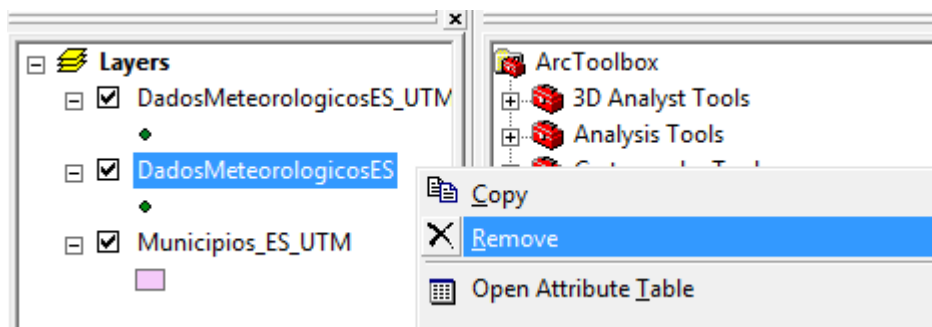 Layers
DadosMeteorologicosES_UTM
DadosMeteorologicosES
Municipios_ES_UTM
ArcToolbox
3D Analyst Tools
Analysis Tools
Copy
Remove
Open Attribute Table